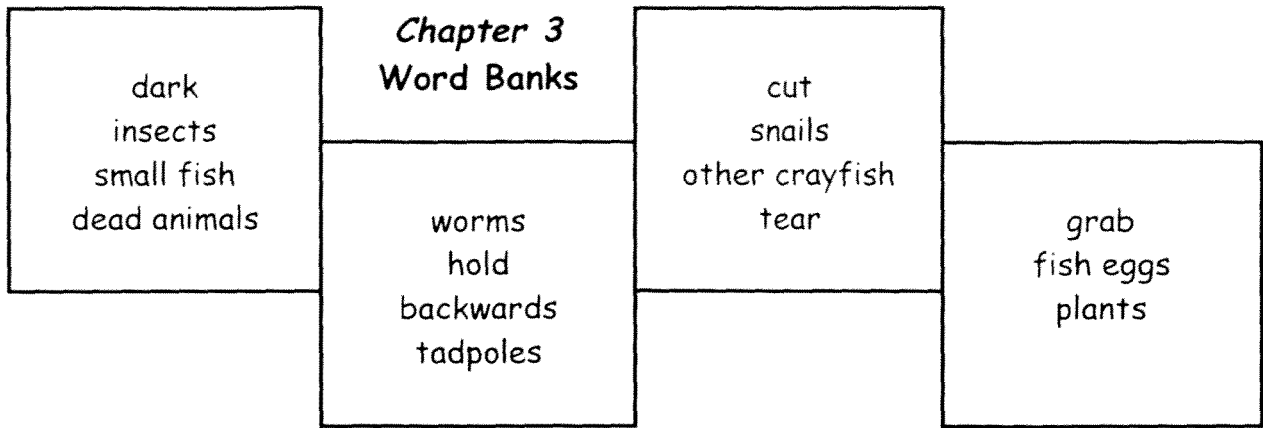 Chapter 3
Word Banks
dark
insects
small fish
dead animals
worms
hold
backwards
tadpoles
cut
snails
other crayfish
tear
grab
fish eggs
plants